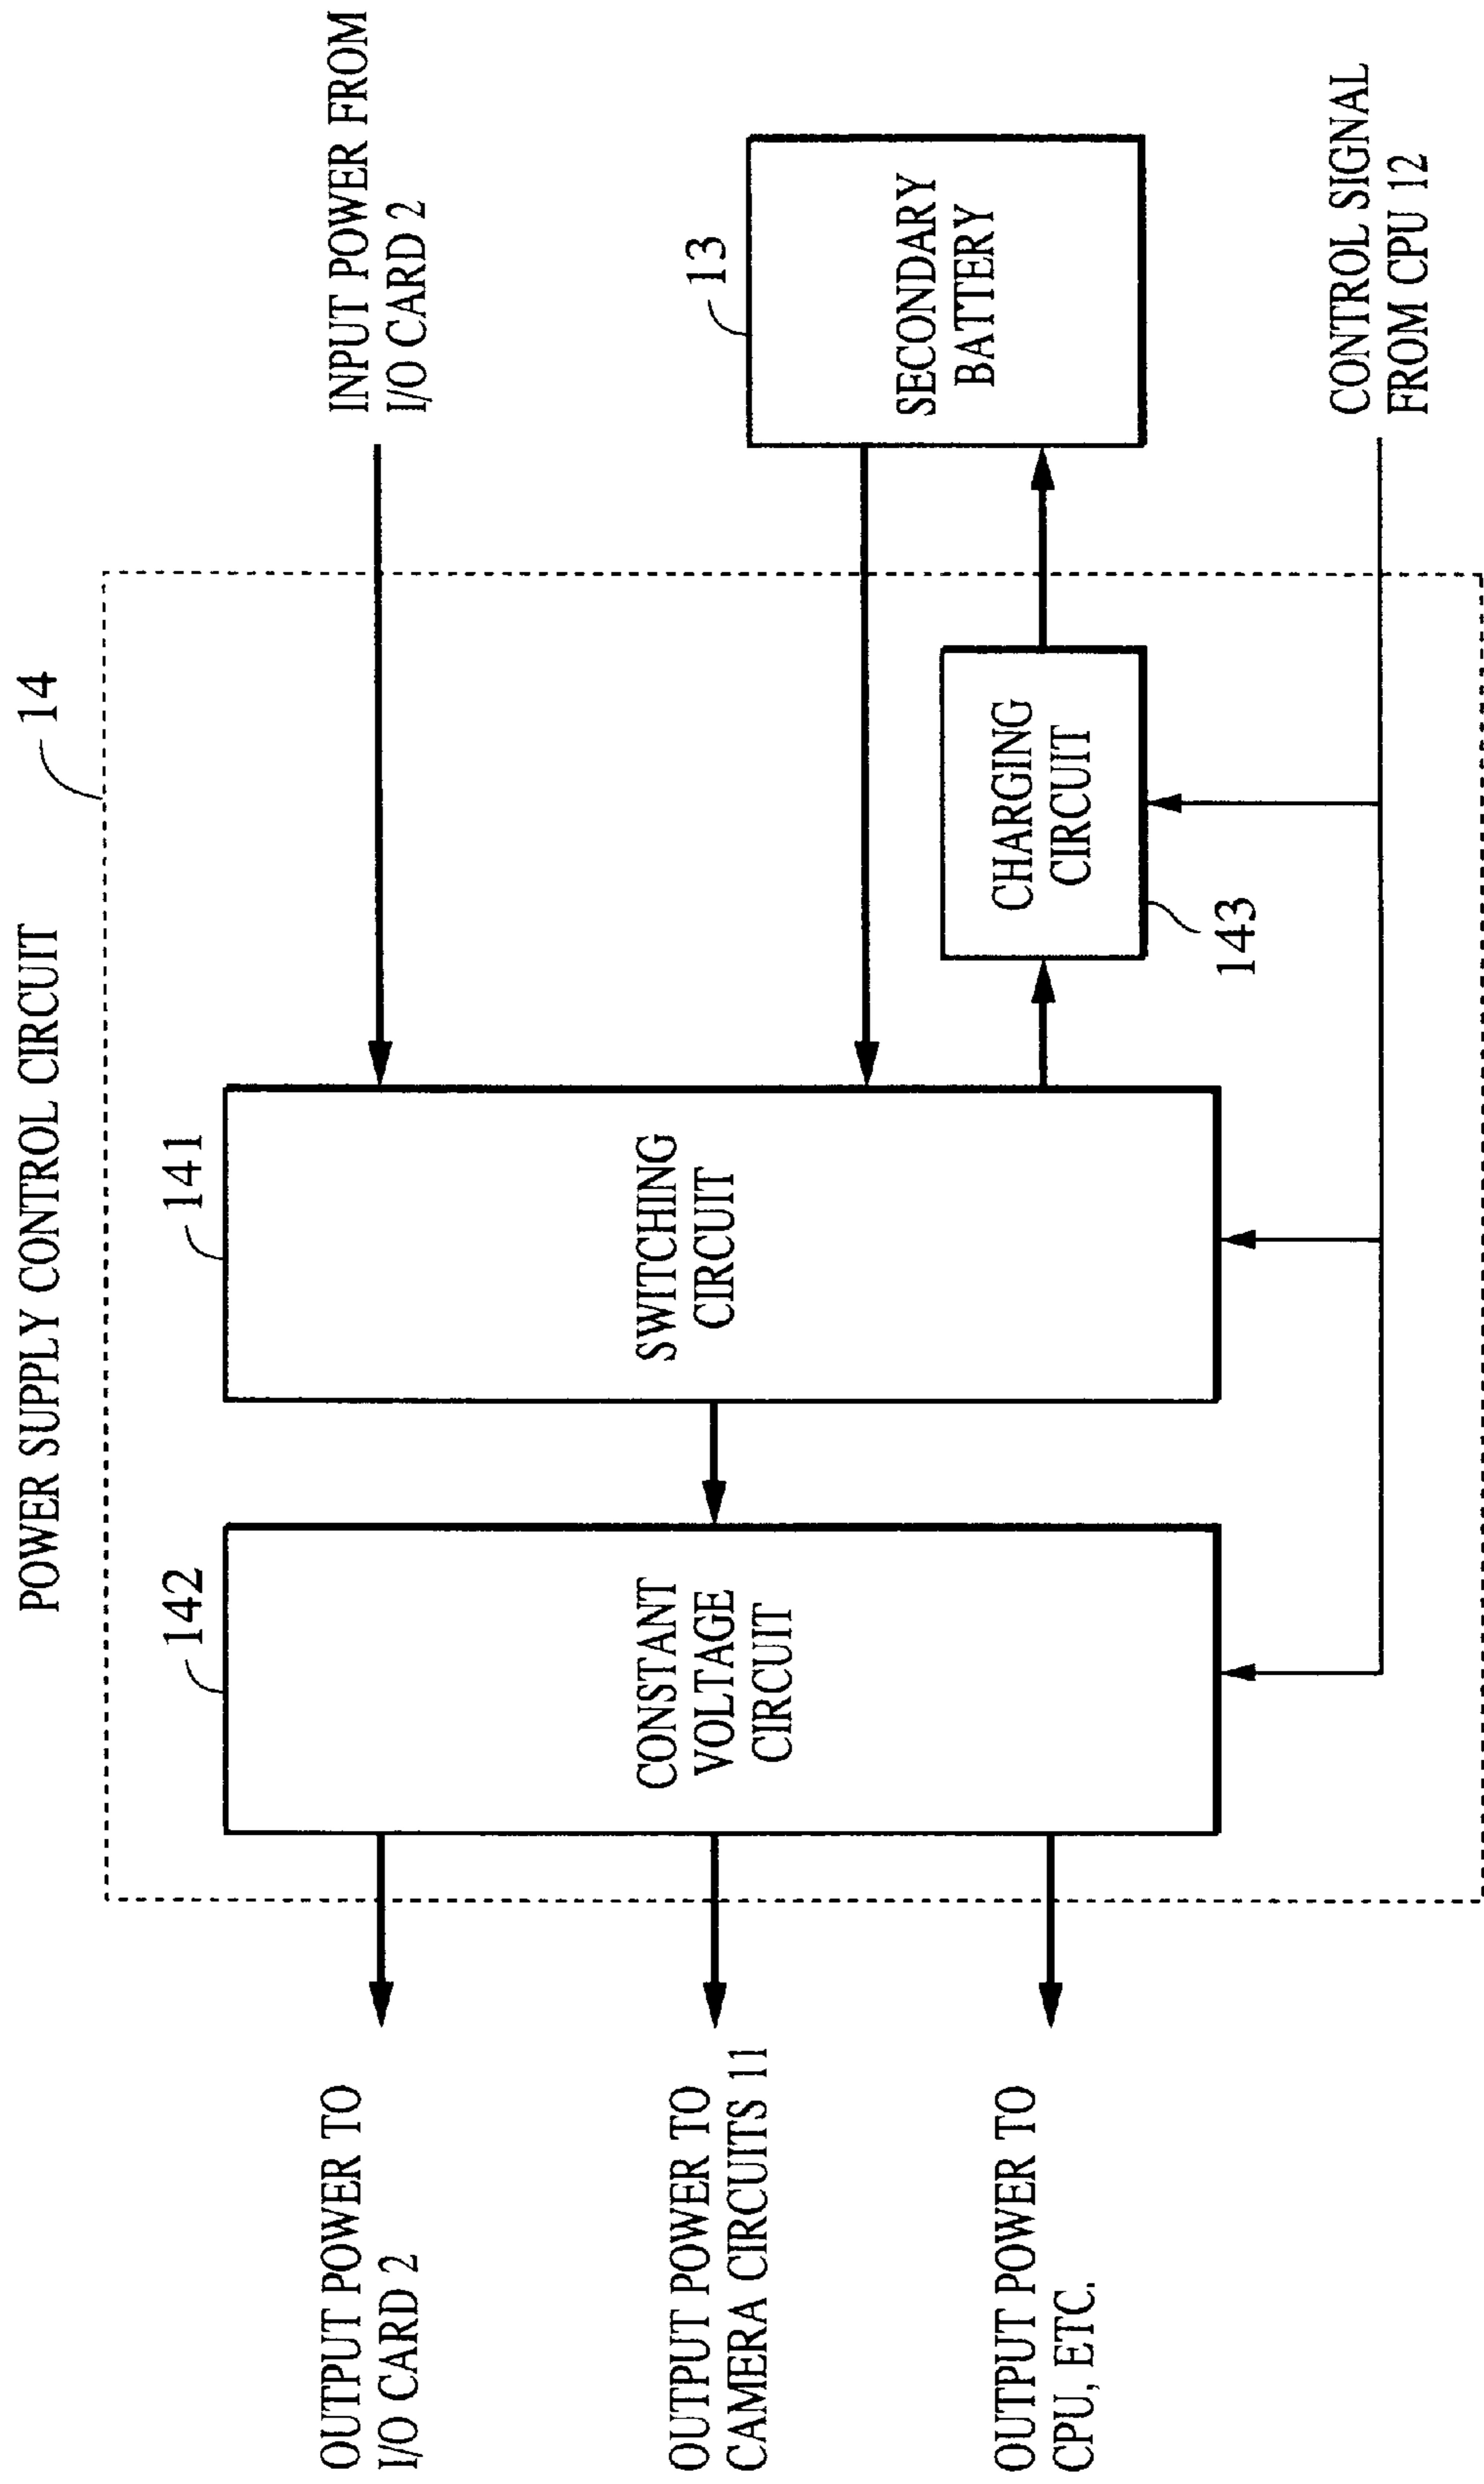 POWER SUPPLY CONTROL CIRCUIT
14
142
141
INPUT POWER FROM
I/O CARD 2
OUTPUT POWER TO
I/O CARD 2
CONSTANT
VOLTAGE
CIRCUIT
SWITCHING
CIRCUIT
13
SECONDARY
BATTERY
OUTPUT POWER TO
CAMERA CIRCUITS 11
CHARGING
CIRCUIT
143
OUTPUT POWER TO
CPU, ETC.
CONTROL SIGNAL
FROM CPU 12